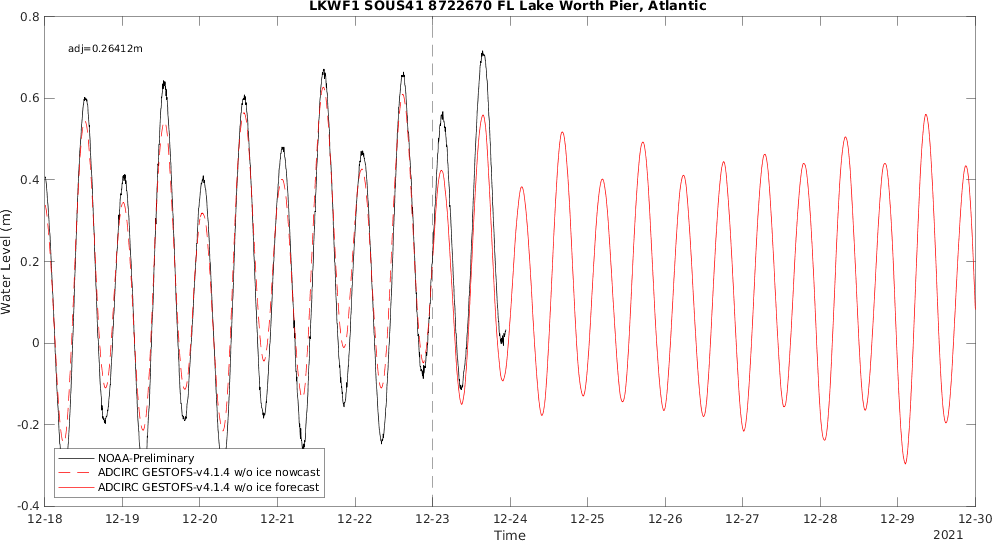 LKWF1 SOUS41 8722670 FL Lake Worth Pier, Atlantic
adj=0.26412m
Water Level (m)
0.8
0.6
0.4
0.2
0
-0.2
-0.4
NOAA-Preliminary
ADCIRC GESTOFS-v4.1.4 w/o ice nowcast
ADCIRC GESTOFS-v4.1.4 w/o ice forecast
12-18 12-19 12-20 12-21 12-22 12-23 12-24 12-25 12-26 12-27 12-28 12-29 12-30
Time
2021